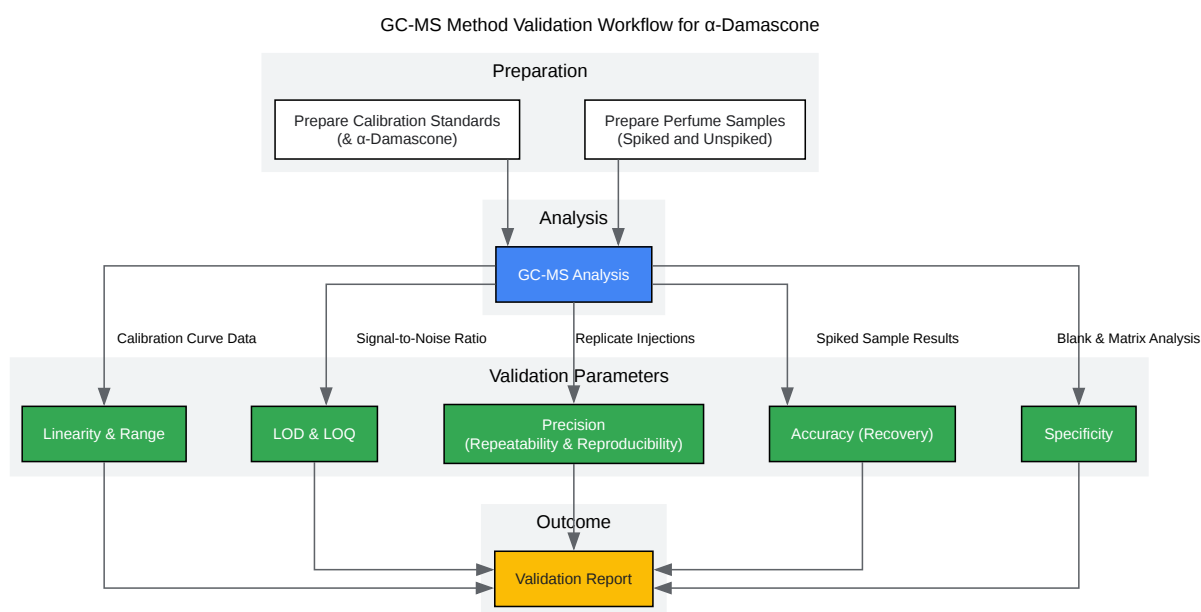 GC-MS Method Validation Workflow for α-Damascone
Preparation
Prepare Calibration Standards
(& α-Damascone)
Prepare Perfume Samples
(Spiked and Unspiked)
Analysis
GC-MS Analysis
Calibration Curve Data
Signal-to-Noise Ratio
Replicate Injections
Spiked Sample Results
Blank & Matrix Analysis
Validation Parameters
Linearity & Range
LOD & LOQ
Precision
(Repeatability & Reproducibility)
Accuracy (Recovery)
Specificity
Outcome
Validation Report